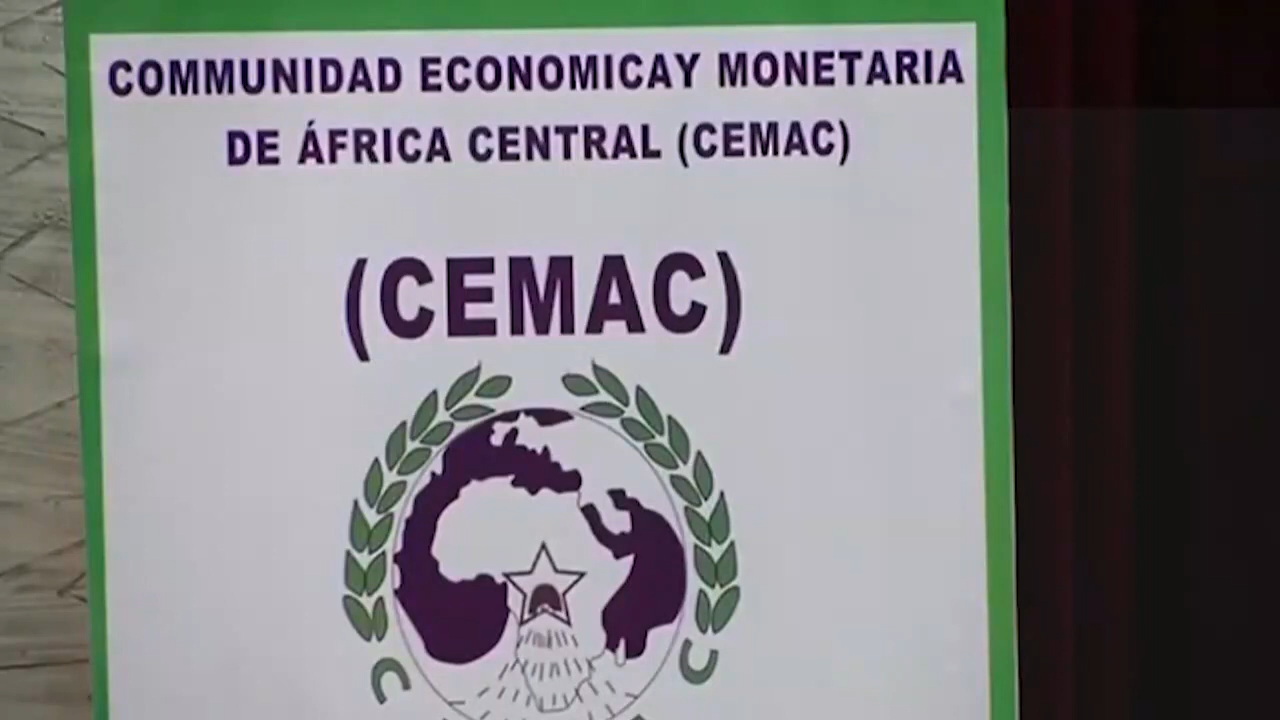 COMMUNIDAD ECONOMICAY MONETARIA
DE ÁFRICA CENTRAL (CEMAC)
(CEMAC)
C C